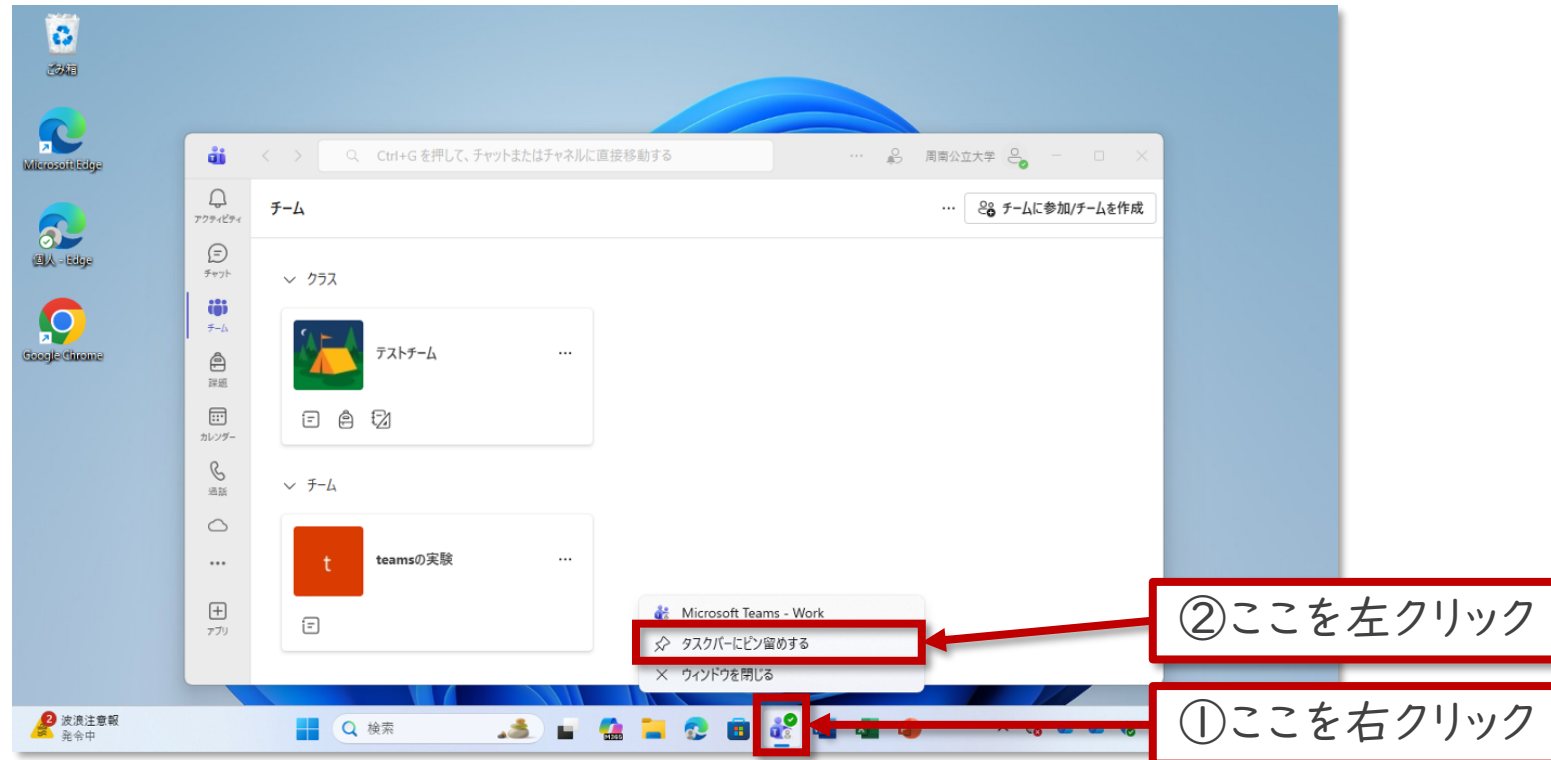 ごみ箱
Microsoft Edge
個人 - Edge
Google Chrome
Ctrl+G を押して、チャットまたはチャネルに直接移動する
周南公立大学
アクティビティ
チャット
チーム
課題
カレンダー
通話
アプリ
チーム
チームに参加/チームを作成
クラス
テストチーム
チーム
t
teamsの実験
Microsoft Teams - Work
タスクバーにピン留めする
ウィンドウを閉じる
②ここを左クリック
①ここを右クリック
2
波浪注意報
発令中
検索
M365